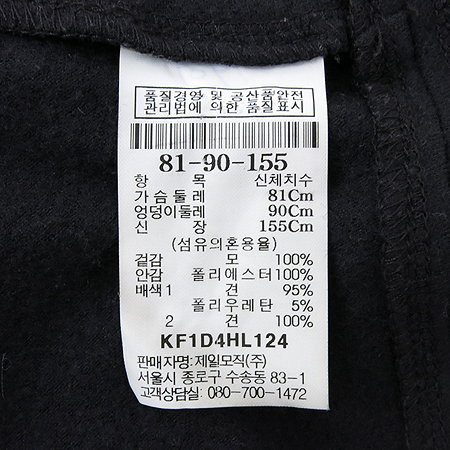 품질경영 및 공산품안전
관리법에 의한 품질표시
81-90-155
항 목 신체치수
가슴둘레 81Cm
엉덩이둘레 90Cm
신 장 155Cm
(섬유의혼용율)
겉감 모 100%
안감 폴리에스터100%
배색1 견 95%
폴리우레탄 5%
2 견 100%
KF1D4HL124
판매자명: 제일모직(주)
서울시 종로구 수송동 83-1
고객상담실: 080-700-1472